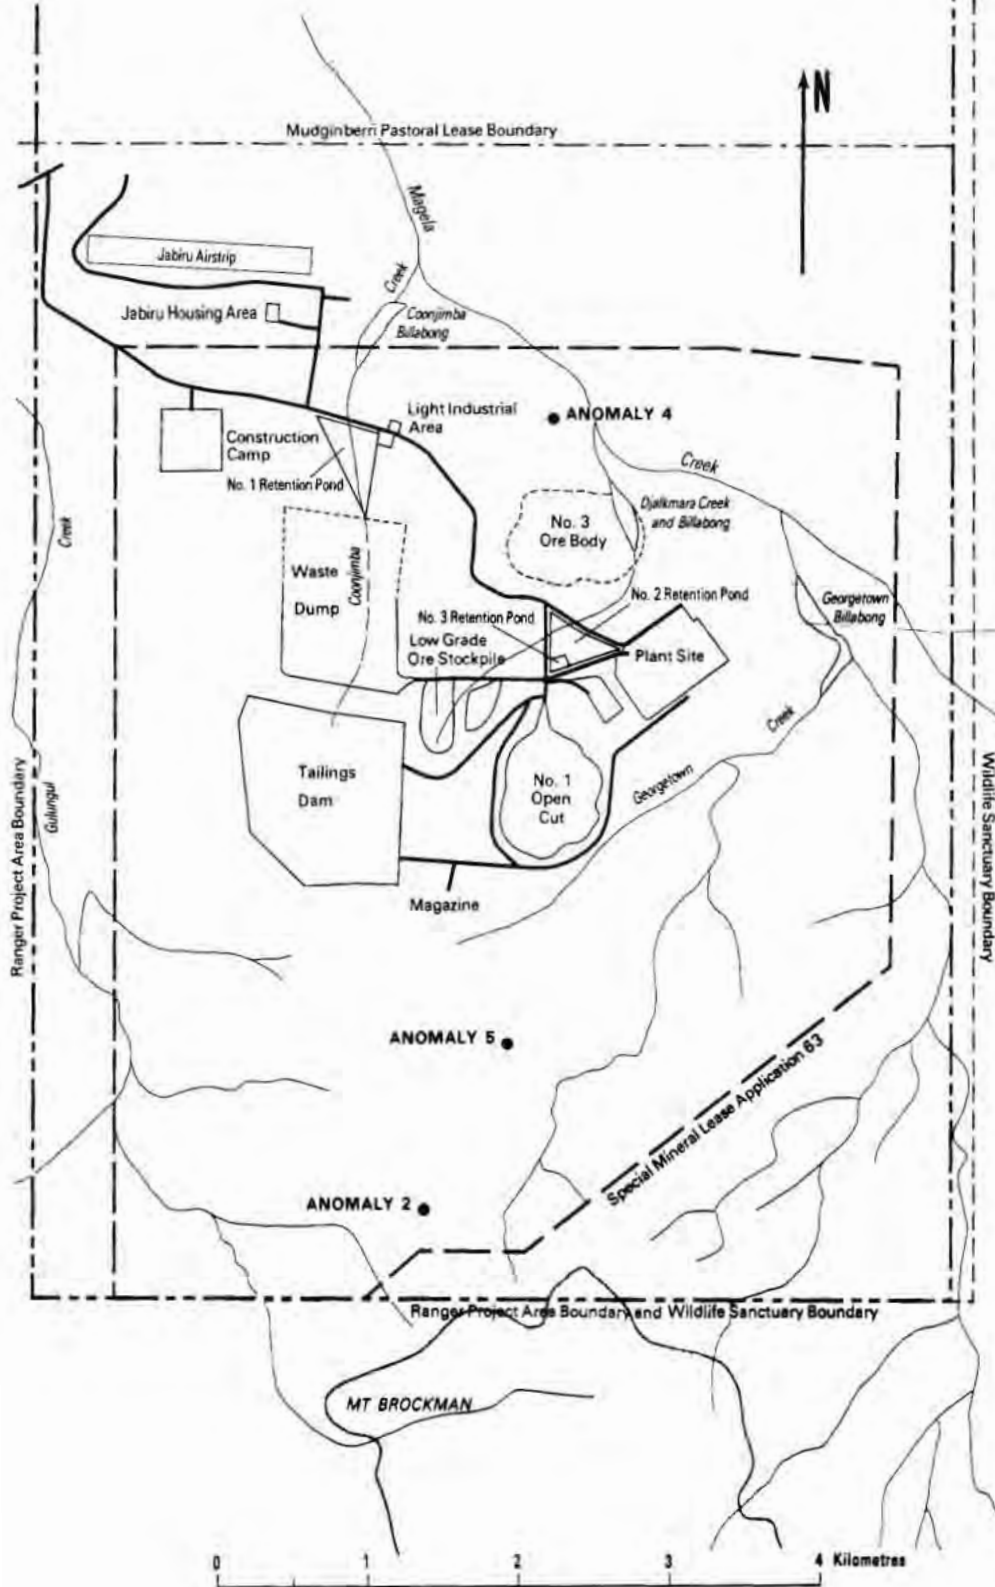 N
Mudginberri Pastoral Lease Boundary
Magela
Jabiru Airstrip
Creek
Jabiru Housing Area
Coonjimba
Billabong
Light Industrial
Area
ANOMALY 4
Construction
Camp
Creek
No. 1 Retention Pond
Djalkmara Creek
and Billabong
No. 3
Ore Body
Creek
Waste
Dump
Coonjimba
No. 2 Retention Pond
Georgetown
Billabong
No. 3 Retention Pond
Low Grade
Ore Stockpile
Plant Site
Creek
Tailings
Dam
No. 1
Open
Cut
Georgetown
Gulungul
Ranger Project Area Boundary
Wildlife Sanctuary Boundary
Magazine
ANOMALY 5
Special Mineral Lease Application 63
ANOMALY 2
Ranger Project Area Boundary and Wildlife Sanctuary Boundary
MT BROCKMAN
0 1 2 3 4 Kilometres